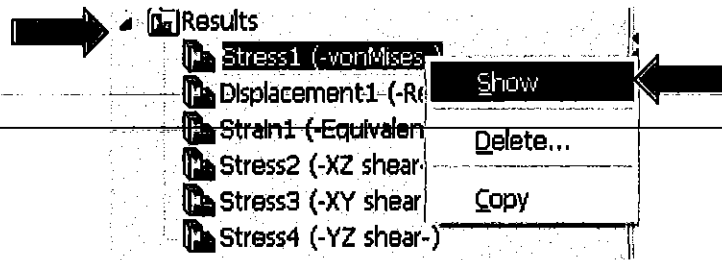 Results
Stress1 (-vonMises-)
Displacement1 (-Re
Strain1 (-Equivalen
Stress2 (-XZ shear-
Stress3 (-XY shear
Stress4 (-YZ shear-)
Show
Delete...
Copy